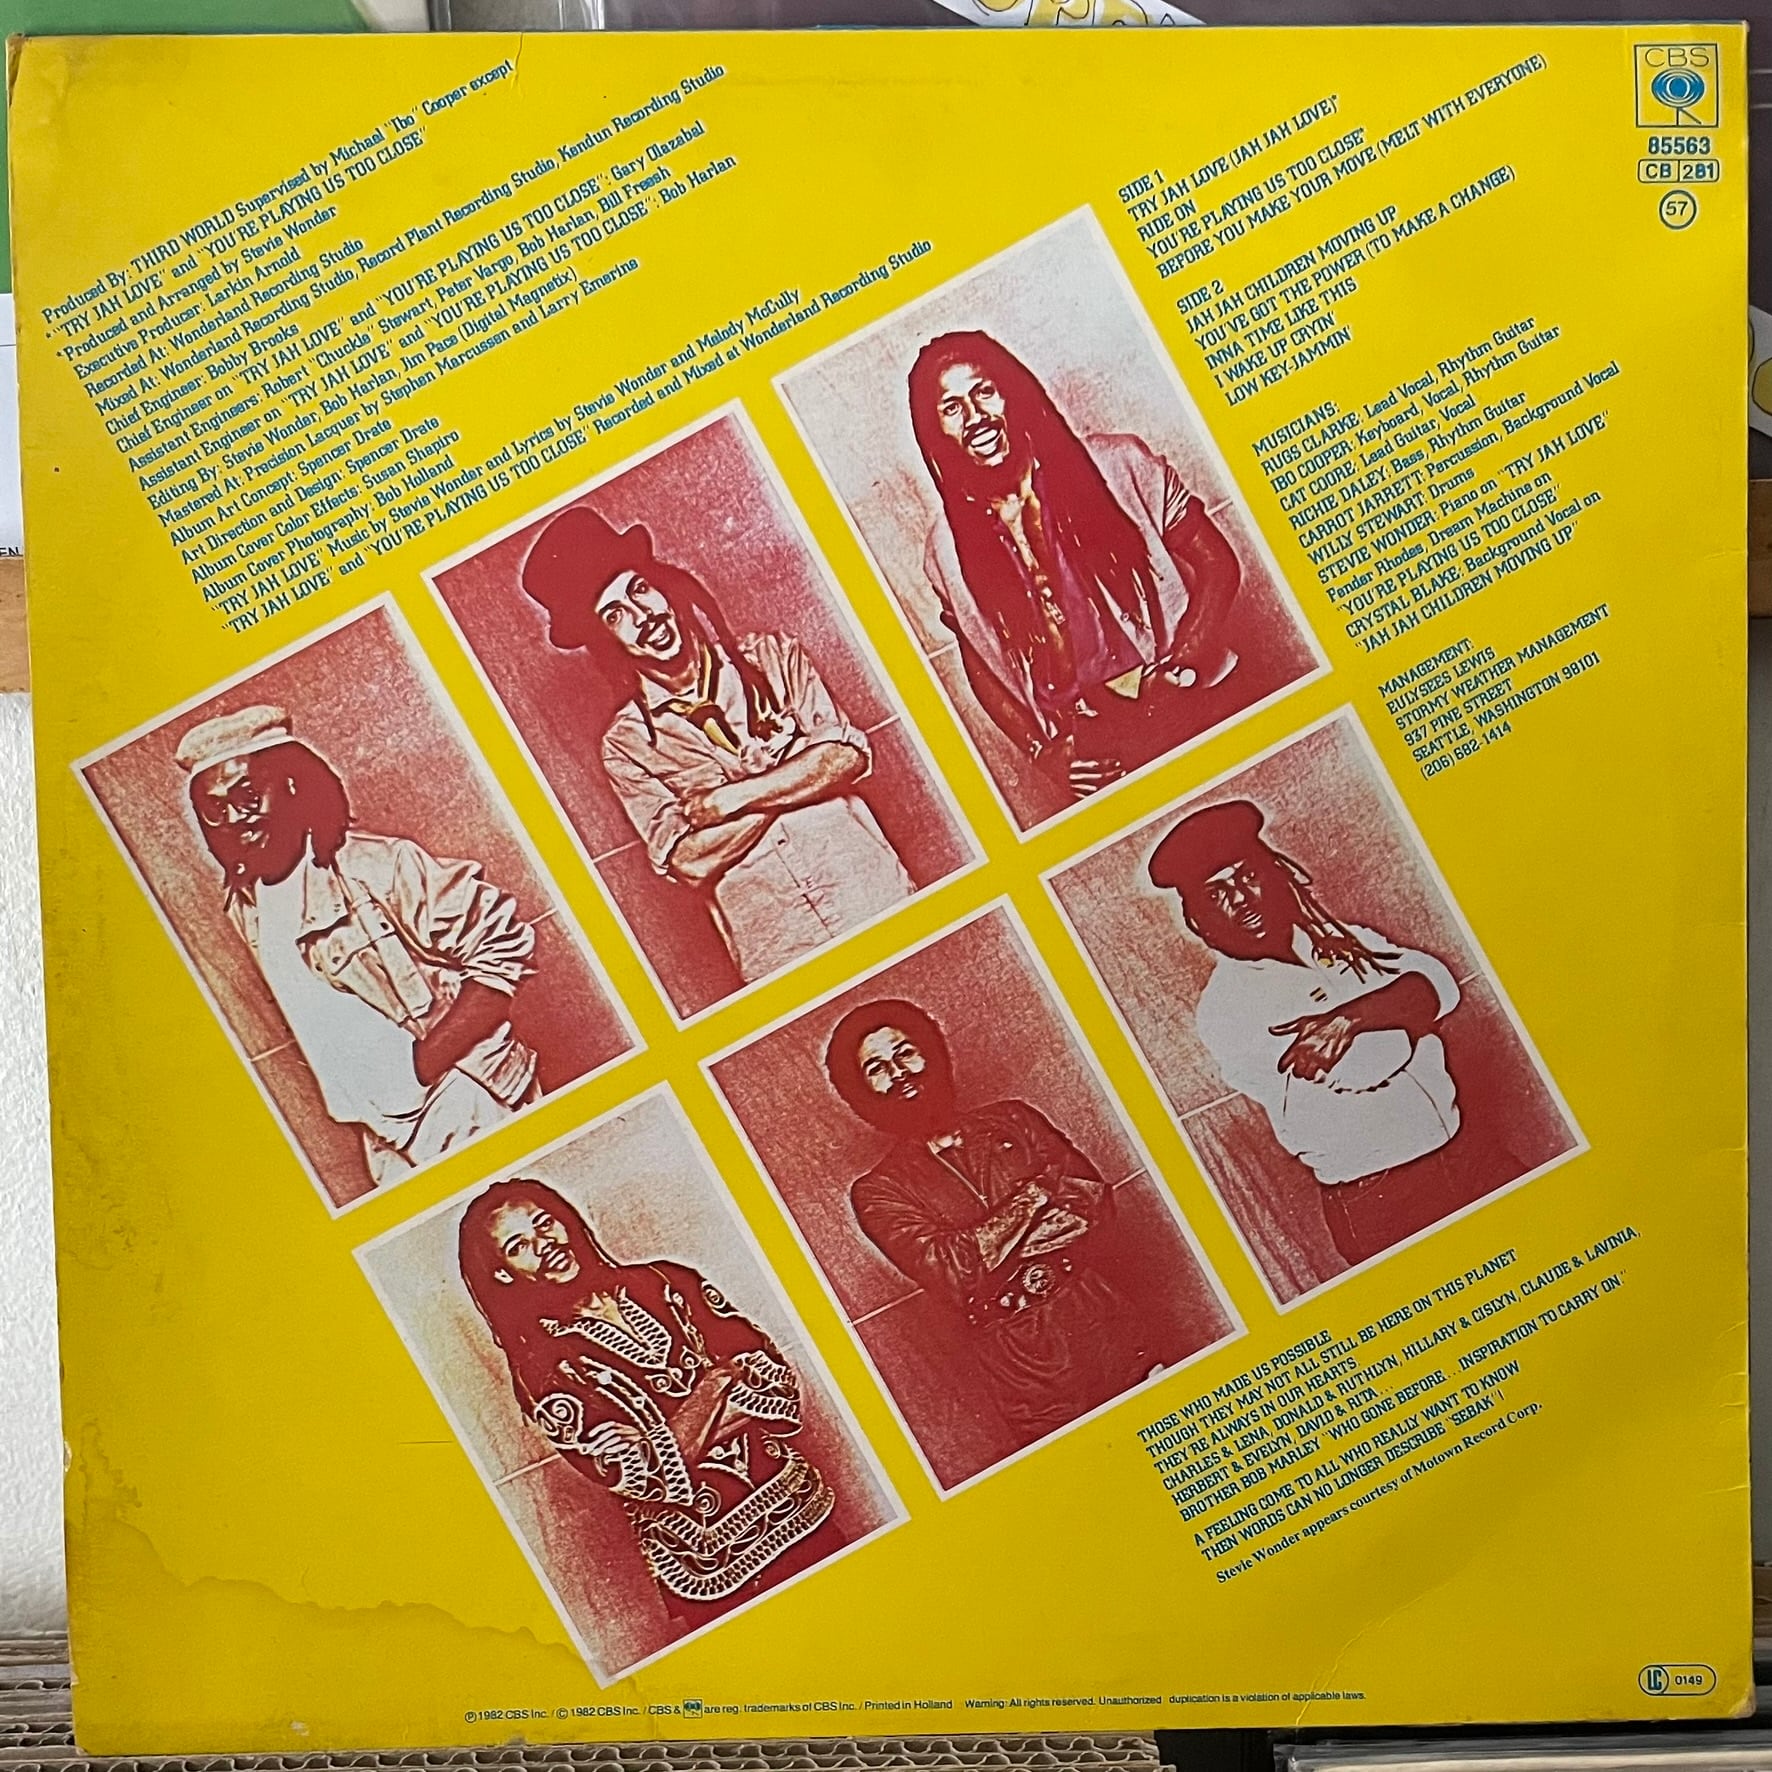 Produced By: THIRD WORLD Supervised by Michael "Ibo" Cooper except
*"TRY JAH LOVE" and "YOU'RE PLAYING US TOO CLOSE"
*Produced and Arranged by Stevie Wonder
Executive Producer: Larkin Arnold
Recorded At: Wonderland Recording Studio
Mixed At: Wonderland Recording Studio, Record Plant Recording Studio, Kendun Recording Studio
Chief Engineer: Bobby Brooks
Chief Engineer on "TRY JAH LOVE" and "YOU'RE PLAYING US TOO CLOSE": Gary Olazabal
Assistant Engineers: Robert "Chuckle" Stewart, Peter Vargo, Bob Harlan, Bill Freesh
Assistant Engineer on "TRY JAH LOVE" and "YOU'RE PLAYING US TOO CLOSE": Bob Harlan
Editing By: Stevie Wonder, Bob Harlan, Jim Pace (Digital Magnetix)
Mastered At: Precision Lacquer by Stephen Marcussen and Larry Emerine
Album Art Concept: Spencer Drate
Art Direction and Design: Spencer Drate
Album Cover Color Effects: Susan Shapiro
Album Cover Photography: Bob Holland
"TRY JAH LOVE" Music by Stevie Wonder and Lyrics by Stevie Wonder and Melody McCully
"TRY JAH LOVE" and "YOU'RE PLAYING US TOO CLOSE" Recorded and Mixed at Wonderland Recording Studio
SIDE 1
TRY JAH LOVE (JAH JAH LOVE)*
RIDE ON
YOU'RE PLAYING US TOO CLOSE*
BEFORE YOU MAKE YOUR MOVE (MELT WITH EVERYONE)
SIDE 2
JAH JAH CHILDREN MOVING UP
YOU'VE GOT THE POWER (TO MAKE A CHANGE)
INNA TIME LIKE THIS
I WAKE UP CRYIN'
LOW KEY-JAMMIN'
MUSICIANS:
RUGS CLARKE: Lead Vocal, Rhythm Guitar
IBO COOPER: Keyboard, Vocal, Rhythm Guitar
CAT COORE: Lead Guitar, Vocal
RICHIE DALEY: Bass, Rhythm Guitar
CARROT JARRETT: Percussion, Background Vocal
WILLY STEWART: Drums
STEVIE WONDER: Piano on "TRY JAH LOVE"
Fender Rhodes, Dream Machine on
"YOU'RE PLAYING US TOO CLOSE"
CRYSTAL BLAKE: Background Vocal on
"JAH JAH CHILDREN MOVING UP"
MANAGEMENT:
EULYSEES LEWIS
STORMY WEATHER MANAGEMENT
937 PINE STREET
SEATTLE, WASHINGTON 98101
(206) 682-1414
CBS
85563
CB 281
57
THOSE WHO MADE US POSSIBLE
THOUGH THEY MAY NOT ALL STILL BE HERE ON THIS PLANET
THEY'RE ALWAYS IN OUR HEARTS.
CHARLES & LENA, DONALD & RUTHLYN, HILLARY & CISLYN, CLAUDE & LAVINIA,
HERBERT & EVELYN, DAVID & RITA...
BROTHER BOB MARLEY "WHO GONE BEFORE... INSPIRATION TO CARRY ON."
A FEELING COME TO ALL WHO REALLY WANT TO KNOW
THEN WORDS CAN NO LONGER DESCRIBE "SEBAK"!
Stevie Wonder appears courtesy of Motown Record Corp.
LC 0149
℗ 1982 CBS Inc. / © 1982 CBS Inc. / CBS & are reg. trademarks of CBS Inc. / Printed in Holland Warning: All rights reserved. Unauthorized duplication is a violation of applicable laws.